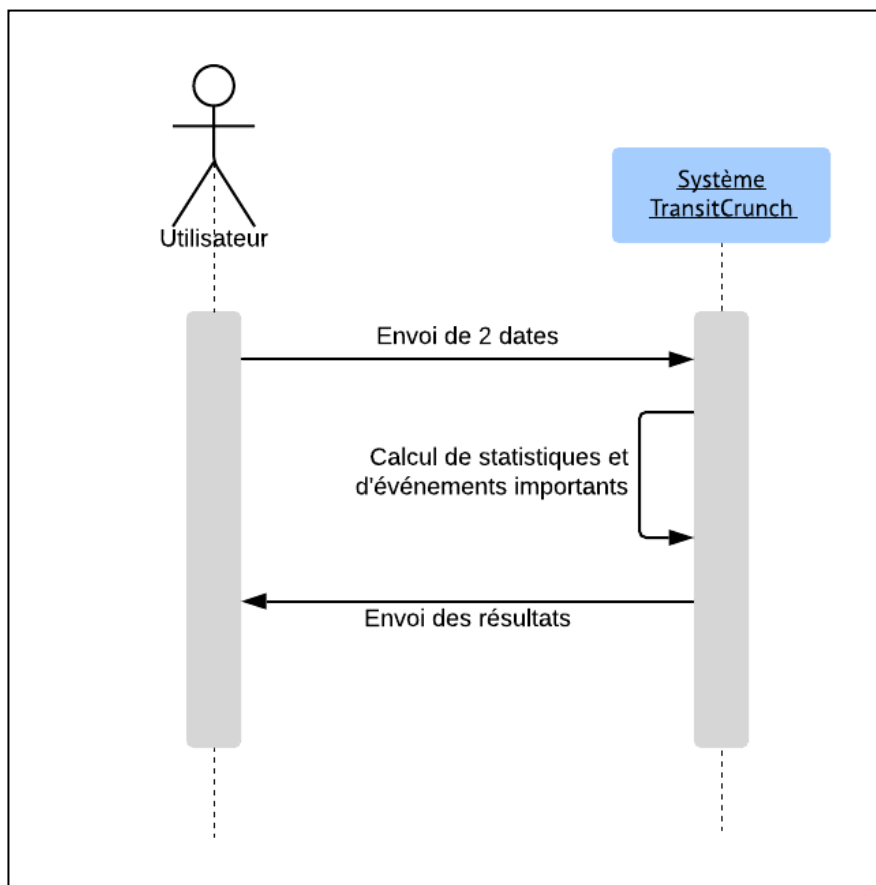 Système
TransitCrunch
Utilisateur
Envoi de 2 dates
Calcul de statistiques et
d'événements importants
Envoi des résultats